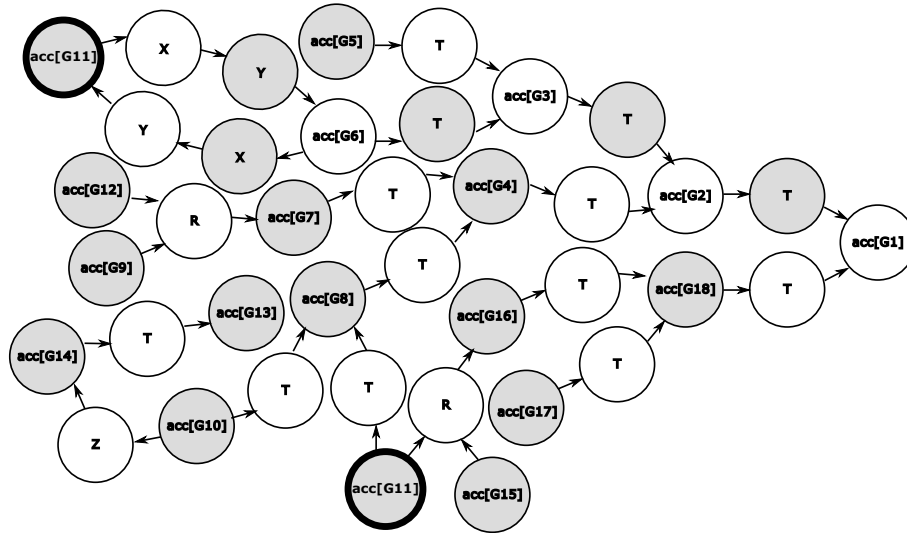 acc[G5]
T
X
acc[G11]
Y
acc[G3]
T
T
Y
acc[G6]
X
acc[G12]
acc[G4]
T
acc[G2]
T
T
R
acc[G7]
acc[G1]
T
acc[G9]
T
acc[G18]
T
acc[G8]
acc[G13]
acc[G16]
T
acc[G14]
T
T
T
R
acc[G17]
acc[G10]
Z
acc[G11]
acc[G15]